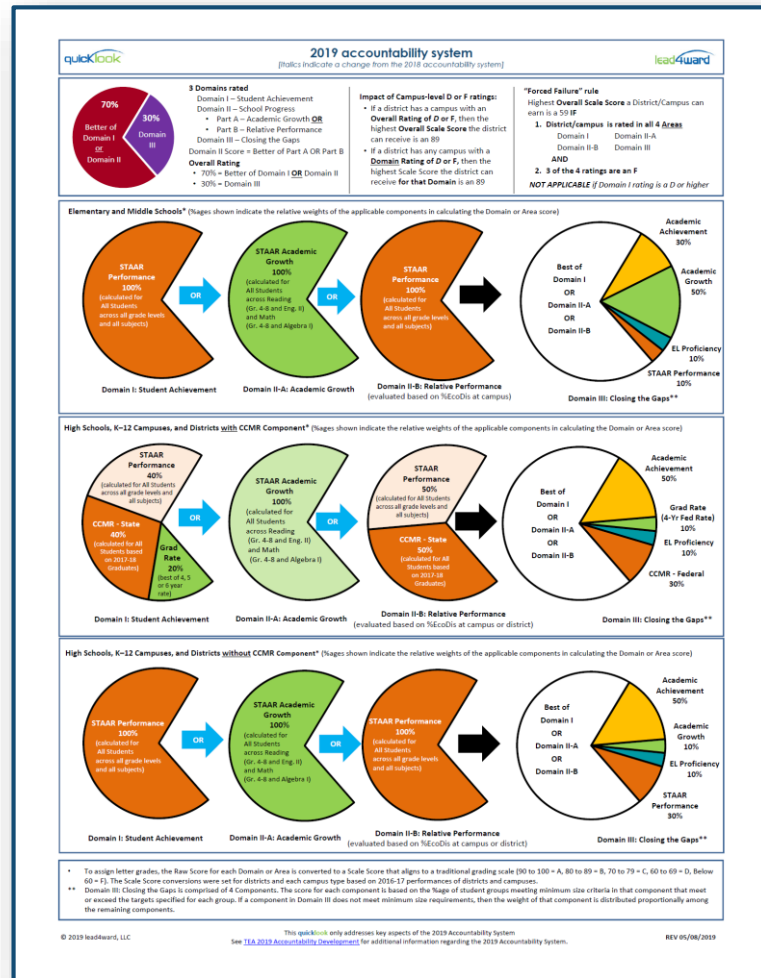 quicklook
2019 accountability system
[italics indicate a change from the 2018 accountability system]
lead4ward
70%
Better of
Domain I
or
Domain II
30%
Domain
III
3 Domains rated
Domain I – Student Achievement
Domain II – School Progress
• Part A – Academic Growth OR
• Part B – Relative Performance
Domain III – Closing the Gaps
Domain II Score = Better of Part A OR Part B
Overall Rating
• 70% = Better of Domain I OR Domain II
• 30% = Domain III
Impact of Campus-level D or F ratings:
• If a district has a campus with an
Overall Rating of D or F, then the
highest Overall Scale Score the district
can receive is an 89
• If a district has any campus with a
Domain Rating of D or F, then the
highest Scale Score the district can
receive for that Domain is an 89
"Forced Failure" rule
Highest Overall Scale Score a District/Campus can
earn is a 59 IF
1. District/campus is rated in all 4 Areas
Domain I Domain II-A
Domain II-B Domain III
AND
2. 3 of the 4 ratings are an F
NOT APPLICABLE if Domain I rating is a D or higher
Elementary and Middle Schools* (%ages shown indicate the relative weights of the applicable components in calculating the Domain or Area score)
STAAR
Performance
100%
(calculated for
All Students
across all grade levels
and all subjects)
OR
Domain I: Student Achievement
STAAR Academic
Growth
100%
(calculated for
All Students
across Reading
(Gr. 4-8 and Eng. II)
and Math
(Gr. 4-8 and Algebra I)
OR
Domain II-A: Academic Growth
STAAR
Performance
100%
(calculated for
All Students
across all grade levels
and all subjects)
Domain II-B: Relative Performance
(evaluated based on %EcoDis at campus)
Best of
Domain I
OR
Domain II-A
OR
Domain II-B
Academic
Achievement
30%
Academic
Growth
50%
EL Proficiency
10%
STAAR Performance
10%
Domain III: Closing the Gaps**
High Schools, K–12 Campuses, and Districts with CCMR Component* (%ages shown indicate the relative weights of the applicable components in calculating the Domain or Area score)
STAAR
Performance
40%
(calculated for All Students
across all grade levels and
all subjects)
CCMR - State
40%
(calculated for All
Students based
on 2017-18
Graduates)
Grad
Rate
20%
(best of 4, 5
or 6 year
rate)
OR
Domain I: Student Achievement
STAAR Academic
Growth
100%
(calculated for
All Students
across Reading
(Gr. 4-8 and Eng. II)
and Math
(Gr. 4-8 and Algebra I)
OR
Domain II-A: Academic Growth
STAAR
Performance
50%
(calculated for All Students
across all grade levels and
all subjects)
CCMR - State
50%
(calculated for All
Students based
on 2017-18
Graduates)
Domain II-B: Relative Performance
(evaluated based on %EcoDis at campus or district)
Best of
Domain I
OR
Domain II-A
OR
Domain II-B
Academic
Achievement
50%
Grad Rate
(4-Yr Fed Rate)
10%
EL Proficiency
10%
CCMR - Federal
30%
Domain III: Closing the Gaps**
High Schools, K–12 Campuses, and Districts without CCMR Component* (%ages shown indicate the relative weights of the applicable components in calculating the Domain or Area score)
STAAR Performance
100%
(calculated for
All Students
across all grade levels
and all subjects)
OR
Domain I: Student Achievement
STAAR Academic
Growth
100%
(calculated for
All Students
across Reading
(Gr. 4-8 and Eng. II)
and Math
(Gr. 4-8 and Algebra I)
OR
Domain II-A: Academic Growth
STAAR Performance
100%
(calculated for
All Students
across all grade levels
and all subjects)
Domain II-B: Relative Performance
(evaluated based on %EcoDis at campus or district)
Best of
Domain I
OR
Domain II-A
OR
Domain II-B
Academic
Achievement
50%
Academic
Growth
10%
EL Proficiency
10%
STAAR
Performance
30%
Domain III: Closing the Gaps**
* To assign letter grades, the Raw Score for each Domain or Area is converted to a Scale Score that aligns to a traditional grading scale (90 to 100 = A, 80 to 89 = B, 70 to 79 = C, 60 to 69 = D, Below
60 = F). The Scale Score conversions were set for districts and each campus type based on 2016-17 performances of districts and campuses.
** Domain III: Closing the Gaps is comprised of 4 Components. The score for each component is based on the %age of student groups meeting minimum size criteria in that component that meet
or exceed the targets specified for each group. If a component in Domain III does not meet minimum size requirements, then the weight of that component is distributed proportionally among
the remaining components.
© 2019 lead4ward, LLC
This quicklook only addresses key aspects of the 2019 Accountability System
See TEA 2019 Accountability Development for additional information regarding the 2019 Accountability System.
REV 05/08/2019